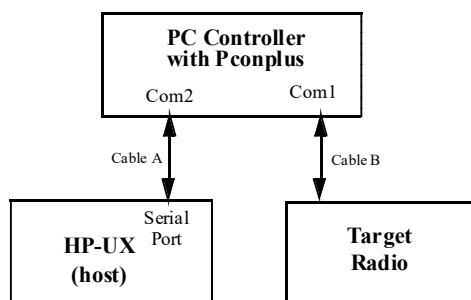 PC Controller
with Pconplus
Com2
Com1
Cable A
Cable B
Serial
Port
HP-UX
(host)
Target
Radio